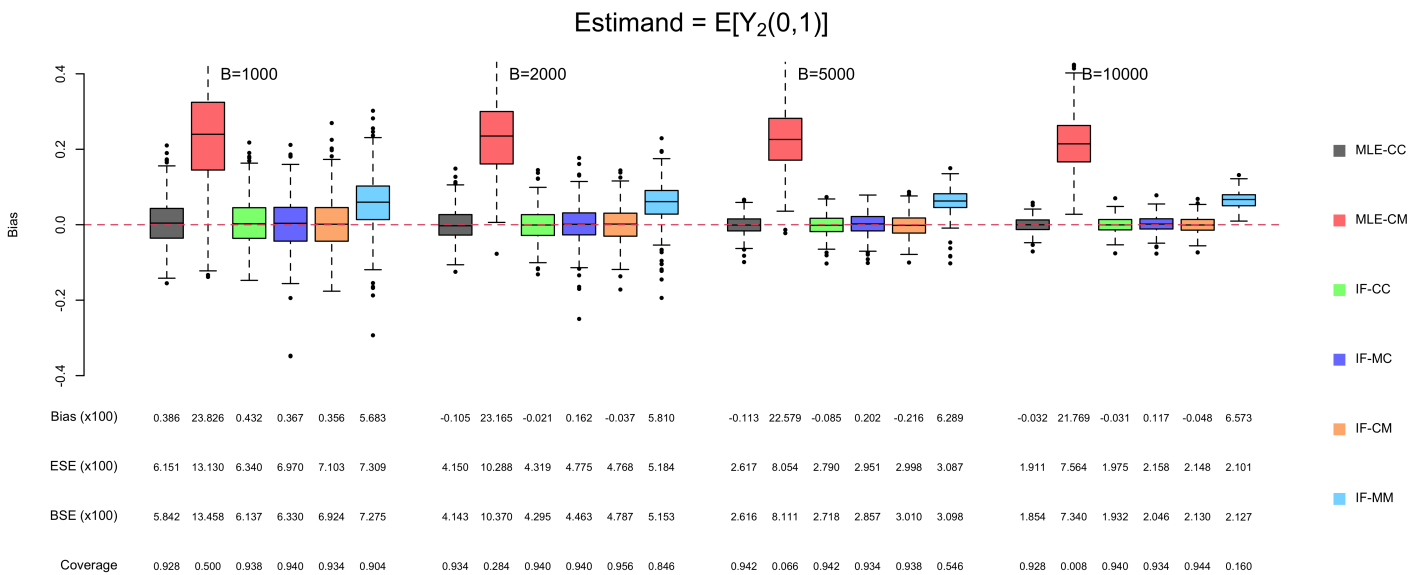 Estimand = E[Y₂(0,1)]
B=1000 B=2000 B=5000 B=10000
0.4
0.2
0.0
-0.2
-0.4
Bias
MLE-CC
MLE-CM
IF-CC
IF-MC
IF-CM
IF-MM
Bias (x100) 0.386 23.826 0.432 0.367 0.356 5.683 -0.105 23.165 -0.021 0.162 -0.037 5.810 -0.113 22.579 -0.085 0.202 -0.216 6.289 -0.032 21.769 -0.031 0.117 -0.048 6.573
ESE (x100) 6.151 13.130 6.340 6.970 7.103 7.309 4.150 10.288 4.319 4.775 4.768 5.184 2.617 8.054 2.790 2.951 2.998 3.087 1.911 7.564 1.975 2.158 2.148 2.101
BSE (x100) 5.842 13.458 6.137 6.330 6.924 7.275 4.143 10.370 4.295 4.463 4.787 5.153 2.616 8.111 2.718 2.857 3.010 3.098 1.854 7.340 1.932 2.046 2.130 2.127
Coverage 0.928 0.500 0.938 0.940 0.934 0.904 0.934 0.284 0.940 0.940 0.956 0.846 0.942 0.066 0.942 0.934 0.938 0.546 0.928 0.008 0.940 0.934 0.944 0.160